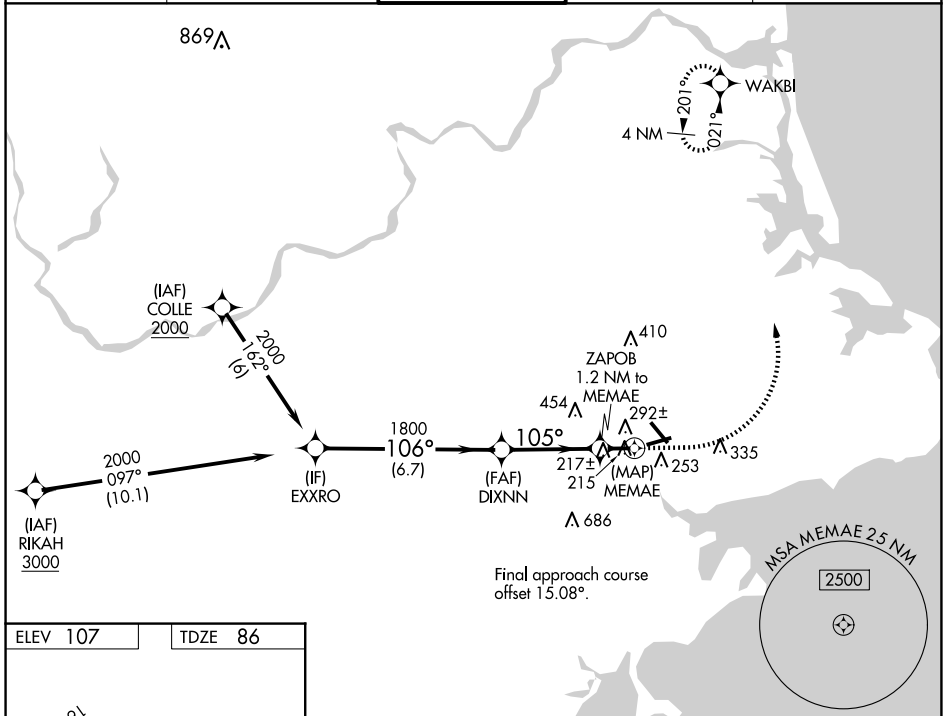 869
WAKBI
201°
021°
4 NM
(IAF)
COLLE
2000
2000
162°
(6)
410
ZAPOB
1.2 NM to
MEMAE
454
292±
1800
106°
(6.7)
105°
335
253
217±
215
(MAP)
MEMAE
(IF)
EXXRO
(FAF)
DIXNN
2000
097°
(10.1)
(IAF)
RIKAH
3000
686
Final approach course
offset 15.08°.
MSA MEMAE 25 NM
2500
ELEV 107
TDZE 86